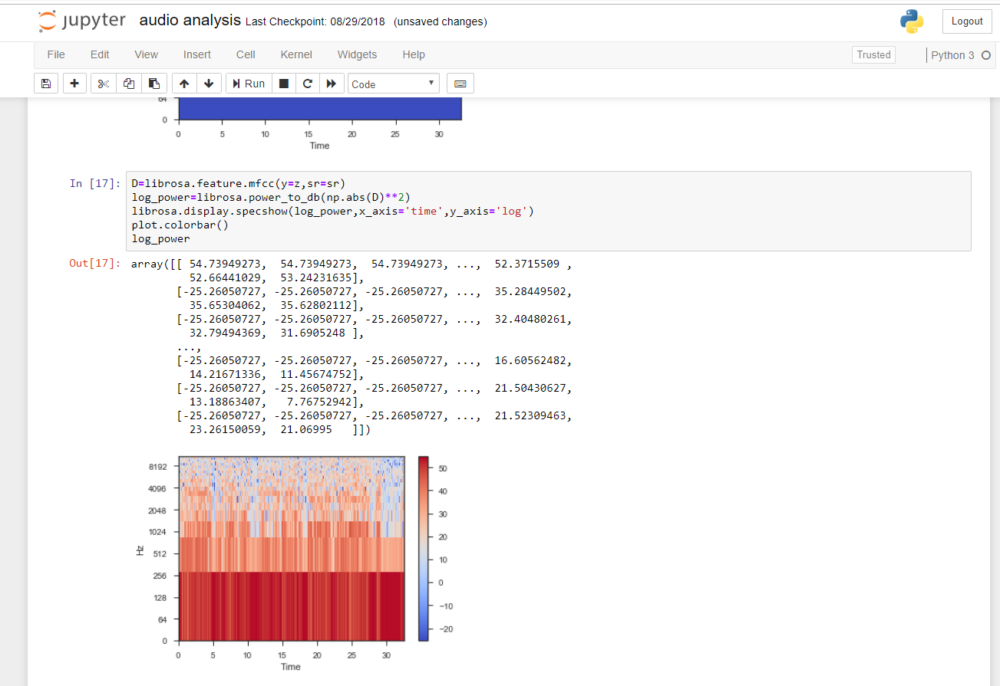 jupyter audio analysis Last Checkpoint: 08/29/2018 (unsaved changes) Logout
File Edit View Insert Cell Kernel Widgets Help Trusted Python 3
Run Code
64
0
0 5 10 15 20 25 30
Time
In [17]: D=librosa.feature.mfcc(y=z,sr=sr)
log_power=librosa.power_to_db(np.abs(D)**2)
librosa.display.specshow(log_power,x_axis='time',y_axis='log')
plot.colorbar()
log_power
Out[17]: array([[ 54.73949273, 54.73949273, 54.73949273, ..., 52.3715509 ,
52.66441029, 53.24231635],
[-25.26050727, -25.26050727, -25.26050727, ..., 35.28449502,
35.65304062, 35.62802112],
[-25.26050727, -25.26050727, -25.26050727, ..., 32.40480261,
32.79494369, 31.6905248 ],
...,
[-25.26050727, -25.26050727, -25.26050727, ..., 16.60562482,
14.21671336, 11.45674752],
[-25.26050727, -25.26050727, -25.26050727, ..., 21.50430627,
13.18863407, 7.76752942],
[-25.26050727, -25.26050727, -25.26050727, ..., 21.52309463,
23.26150059, 21.06995 ]])
8192
4096
2048
1024
512
256
128
64
0
Hz
0 5 10 15 20 25 30
Time
50
40
30
20
10
0
−10
−20